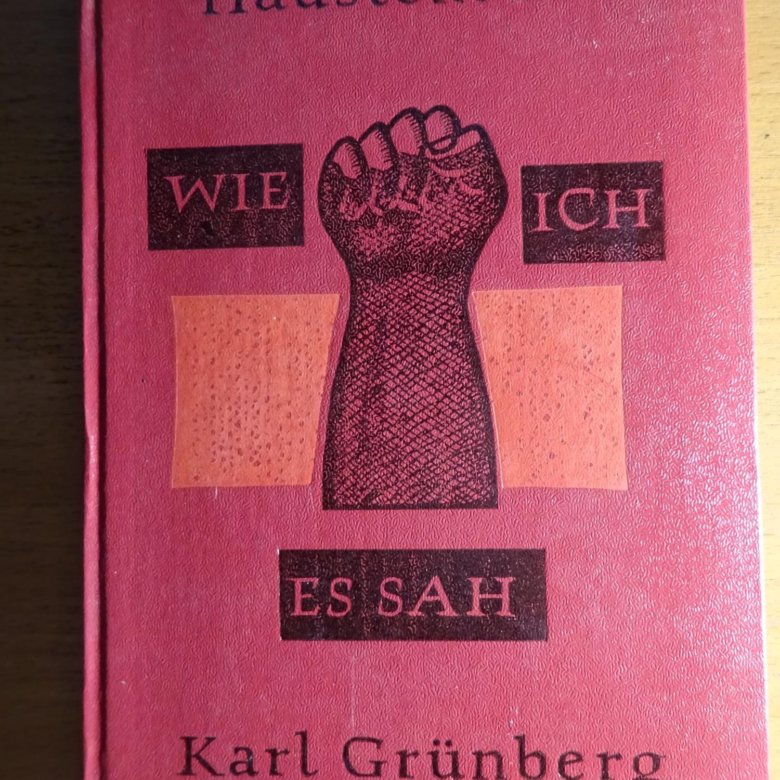 WIE
ICH
ES SAH
Karl Grünberg